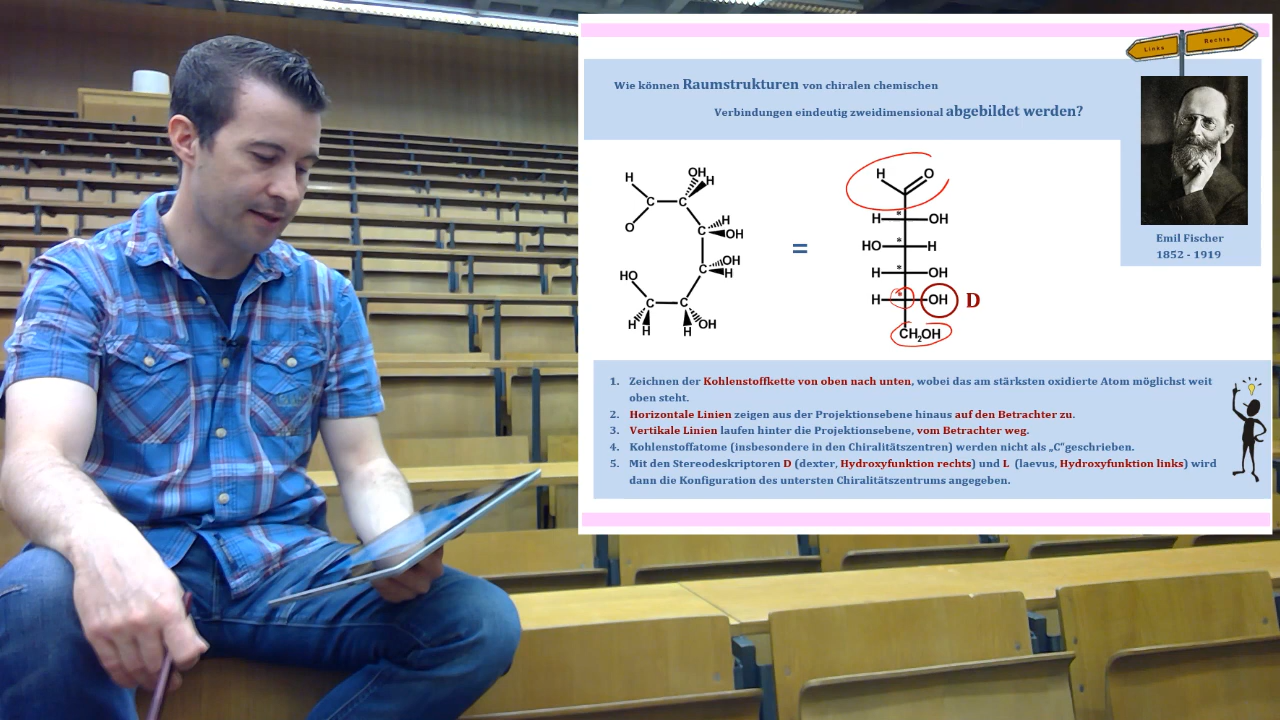 Links
Rechts
Wie können Raumstrukturen von chiralen chemischen
Verbindungen eindeutig zweidimensional abgebildet werden?
Emil Fischer
1852 - 1919
H
OH
H
C
C
O
C
H
OH
C
OH
H
HO
C
C
H
H
H
OH
=
H
O
H
*
OH
HO
*
H
H
*
OH
H
*
OH
D
CH2OH
1. Zeichnen der Kohlenstoffkette von oben nach unten, wobei das am stärksten oxidierte Atom möglichst weit
oben steht.
2. Horizontale Linien zeigen aus der Projektionsebene hinaus auf den Betrachter zu.
3. Vertikale Linien laufen hinter die Projektionsebene, vom Betrachter weg.
4. Kohlenstoffatome (insbesondere in den Chiralitätszentren) werden nicht als „C“geschrieben.
5. Mit den Stereodeskriptoren D (dexter, Hydroxyfunktion rechts) und L (laevus, Hydroxyfunktion links) wird
dann die Konfiguration des untersten Chiralitätszentrums angegeben.